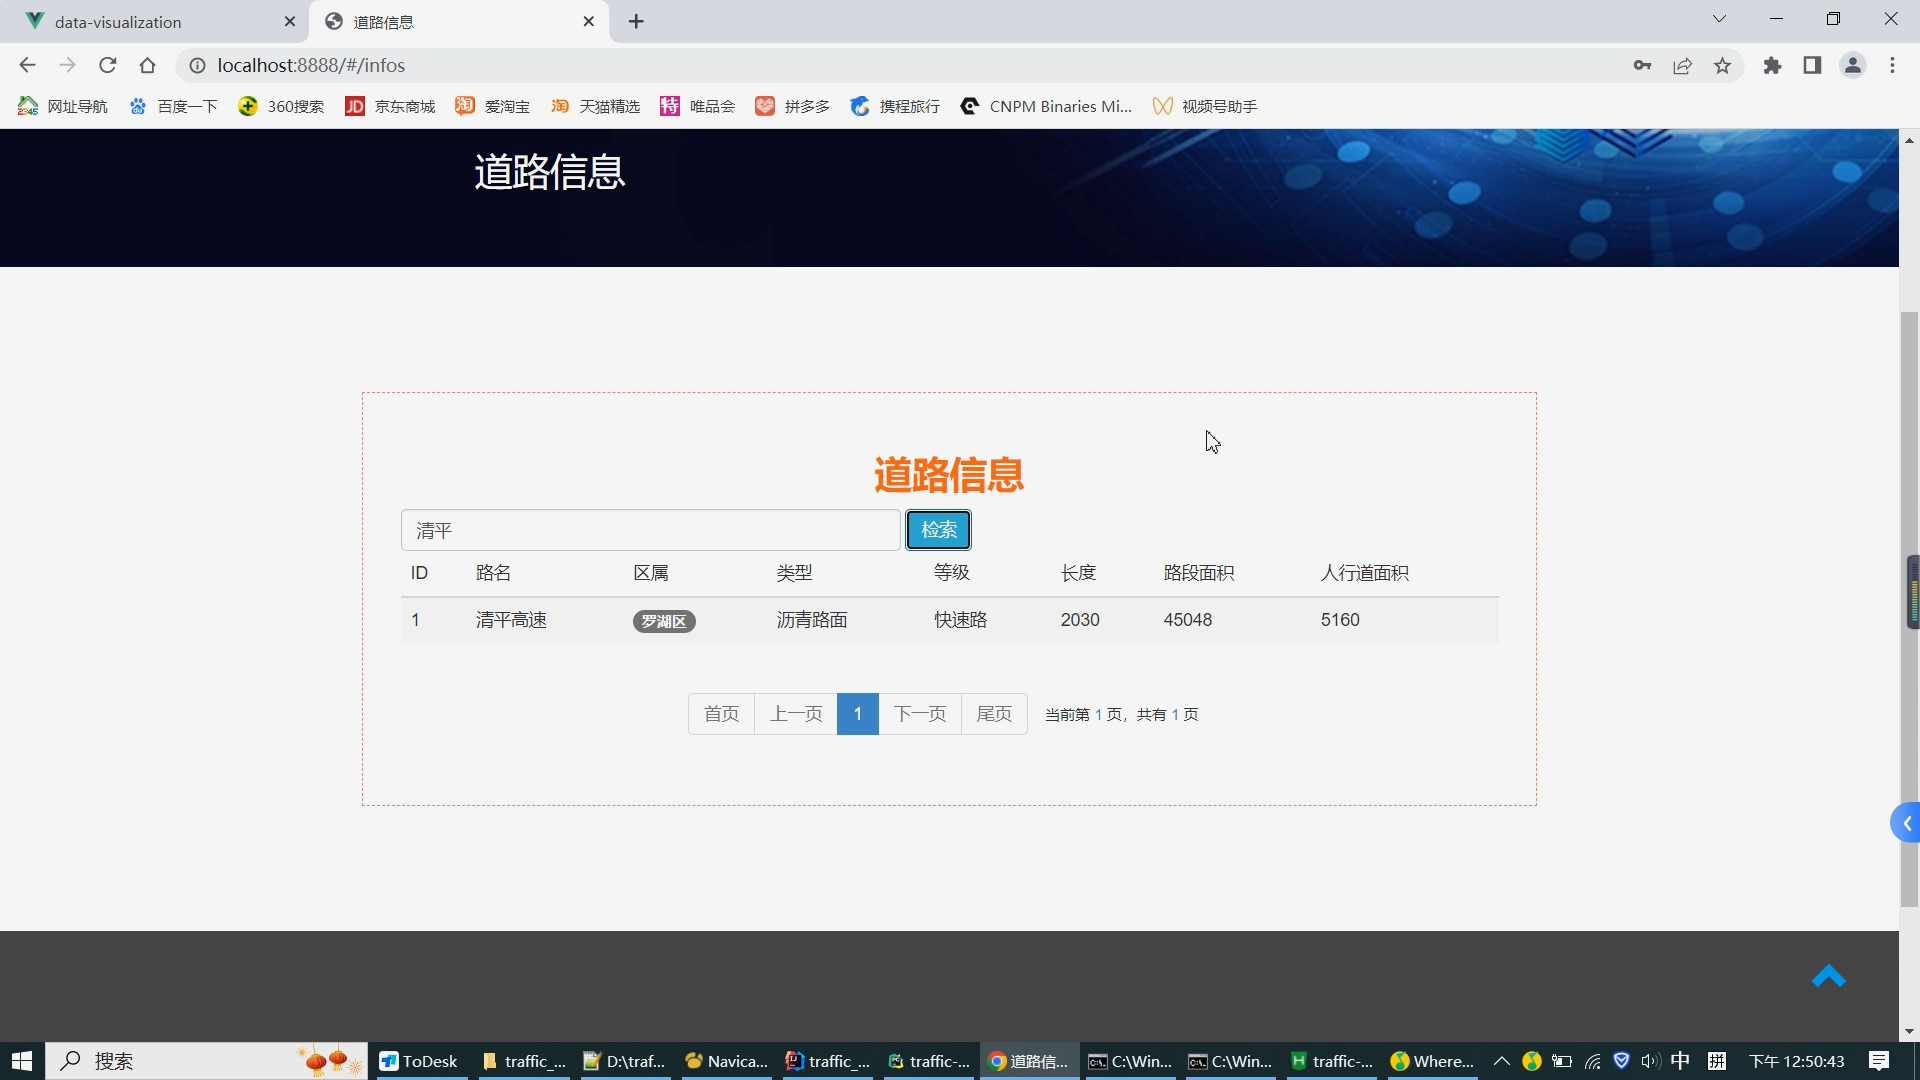 data-visualization
道路信息
localhost:8888/#/infos
网址导航
百度一下
360搜索
京东商城
爱淘宝
天猫精选
唯品会
拼多多
携程旅行
CNPM Binaries Mi...
视频号助手
道路信息
道路信息
清平 检索
ID 路名 区属 类型 等级 长度 路段面积 人行道面积
1 清平高速 罗湖区 沥青路面 快速路 2030 45048 5160
首页 上一页 1 下一页 尾页 当前第 1 页，共有 1 页
搜索 ToDesk traffic_... D:\traf... Navica... traffic_... traffic-... 道路信... C:\Win... C:\Win... traffic-... Where... 中 拼 下午 12:50:43